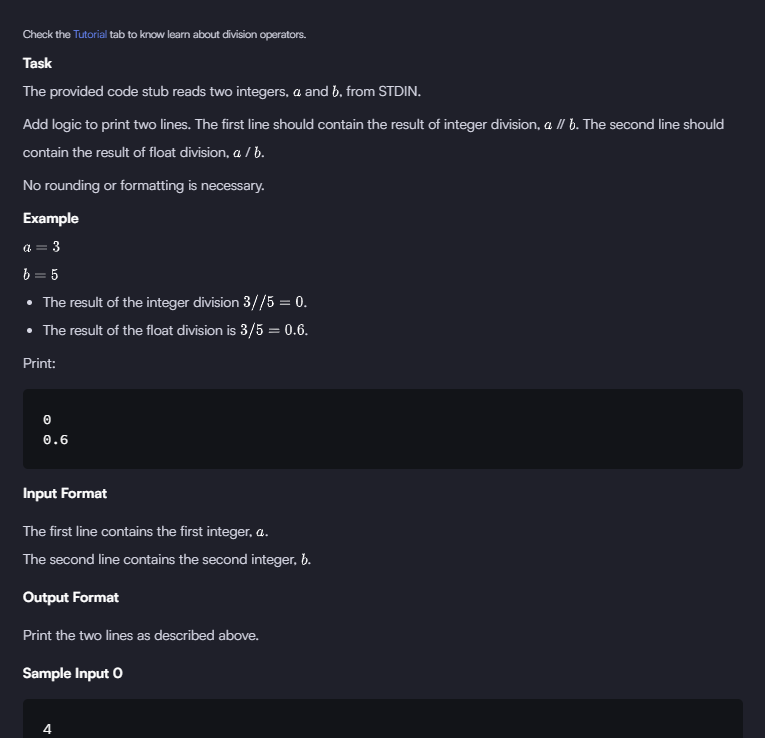 Check the Tutorial tab to know learn about division operators.
Task
The provided code stub reads two integers, a and b, from STDIN.
Add logic to print two lines. The first line should contain the result of integer division, a // b. The second line should
contain the result of float division, a / b.
No rounding or formatting is necessary.
Example
a = 3
b = 5
• The result of the integer division 3//5 = 0.
• The result of the float division is 3/5 = 0.6.
Print:
0
0.6
Input Format
The first line contains the first integer, a.
The second line contains the second integer, b.
Output Format
Print the two lines as described above.
Sample Input 0
4